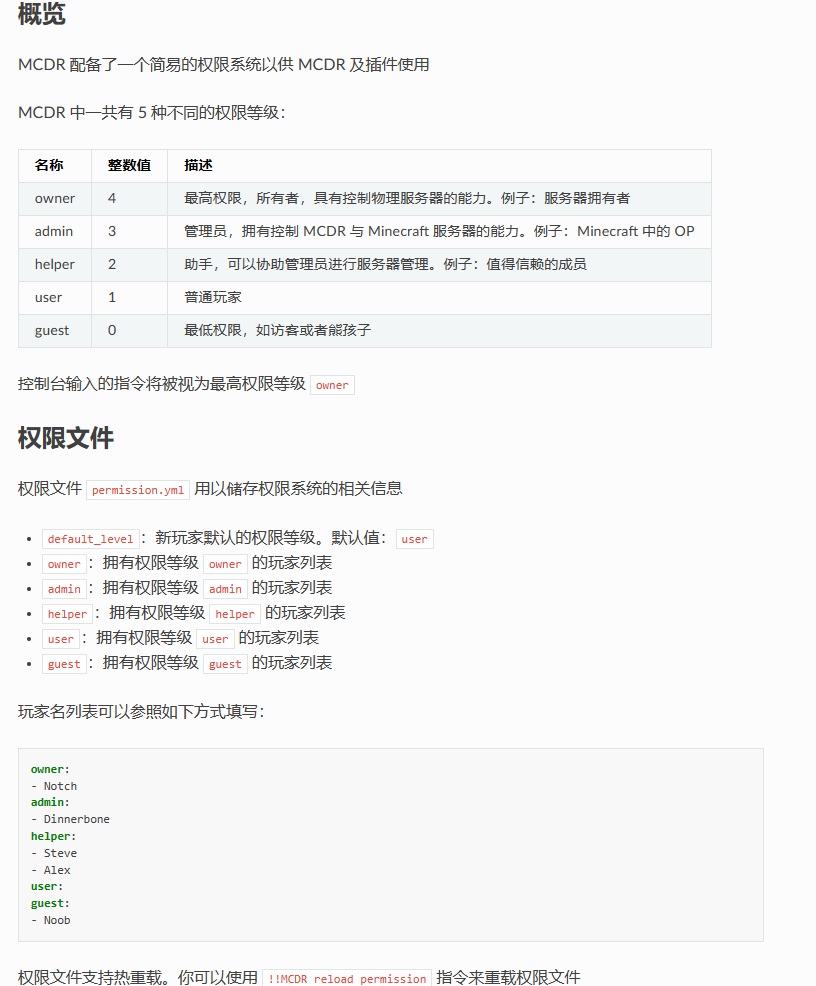 概览
MCDR 配备了一个简易的权限系统以供 MCDR 及插件使用
MCDR 中一共有 5 种不同的权限等级：
名称 整数值 描述
owner 4 最高权限，所有者，具有控制物理服务器的能力。例子：服务器拥有者
admin 3 管理员，拥有控制 MCDR 与 Minecraft 服务器的能力。例子：Minecraft 中的 OP
helper 2 助手，可以协助管理员进行服务器管理。例子：值得信赖的成员
user 1 普通玩家
guest 0 最低权限，如访客或者熊孩子
控制台输入的指令将被视为最高权限等级 owner
权限文件
权限文件 permission.yml 用以储存权限系统的相关信息
• default_level：新玩家默认的权限等级。默认值：user
• owner：拥有权限等级 owner 的玩家列表
• admin：拥有权限等级 admin 的玩家列表
• helper：拥有权限等级 helper 的玩家列表
• user：拥有权限等级 user 的玩家列表
• guest：拥有权限等级 guest 的玩家列表
玩家名列表可以参照如下方式填写：
owner:
- Notch
admin:
- Dinnerbone
helper:
- Steve
- Alex
user:
guest:
- Noob
权限文件支持热重载。你可以使用 !!MCDR reload permission 指令来重载权限文件